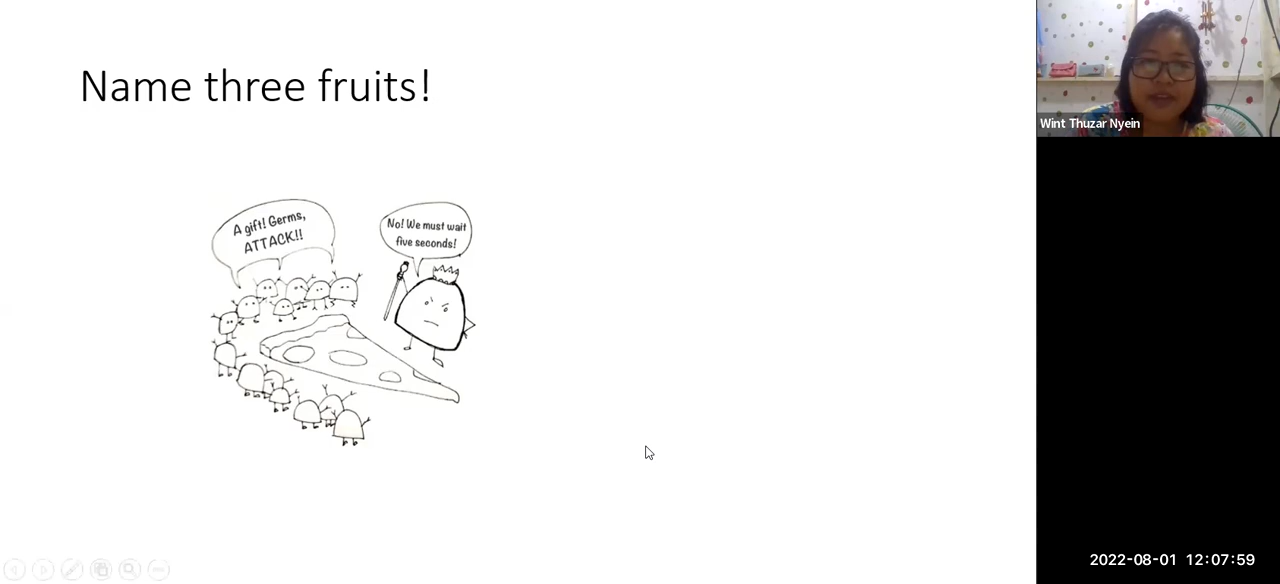 Name three fruits!
A gift! Germs,
ATTACK!!
No! We must wait
five seconds!
Wint Thuzar Nyein
2022-08-01 12:07:59